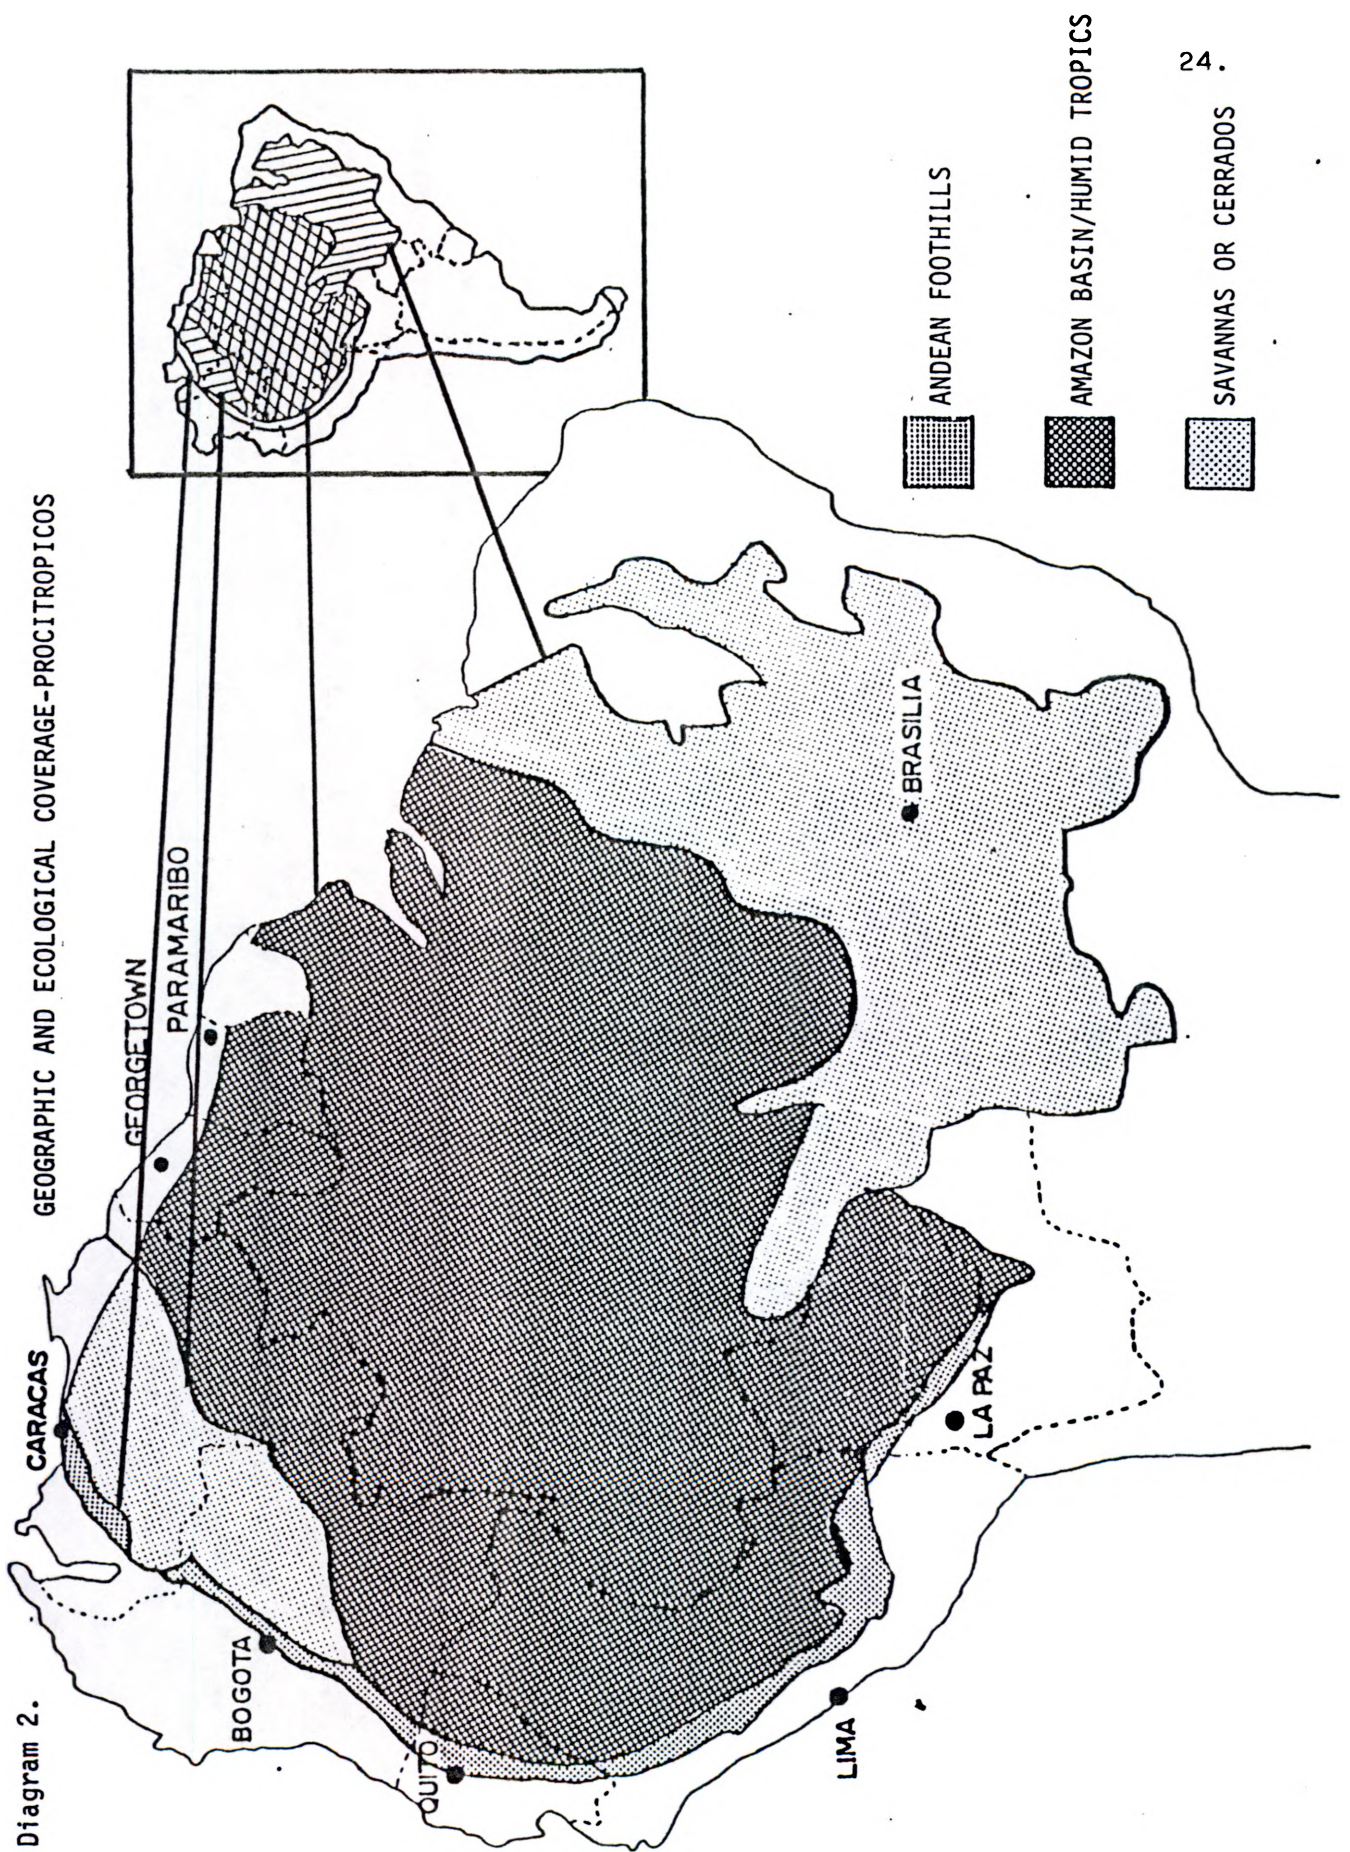 Diagram 2.
GEOGRAPHIC AND ECOLOGICAL COVERAGE-PROCITROPICOS
CARACAS
GEORGETOWN
PARAMARIBO
BOGOTA
QUITO
LIMA
LA PAZ
BRASILIA
ANDEAN FOOTHILLS
AMAZON BASIN/HUMID TROPICS
SAVANNAS OR CERRADOS
24.